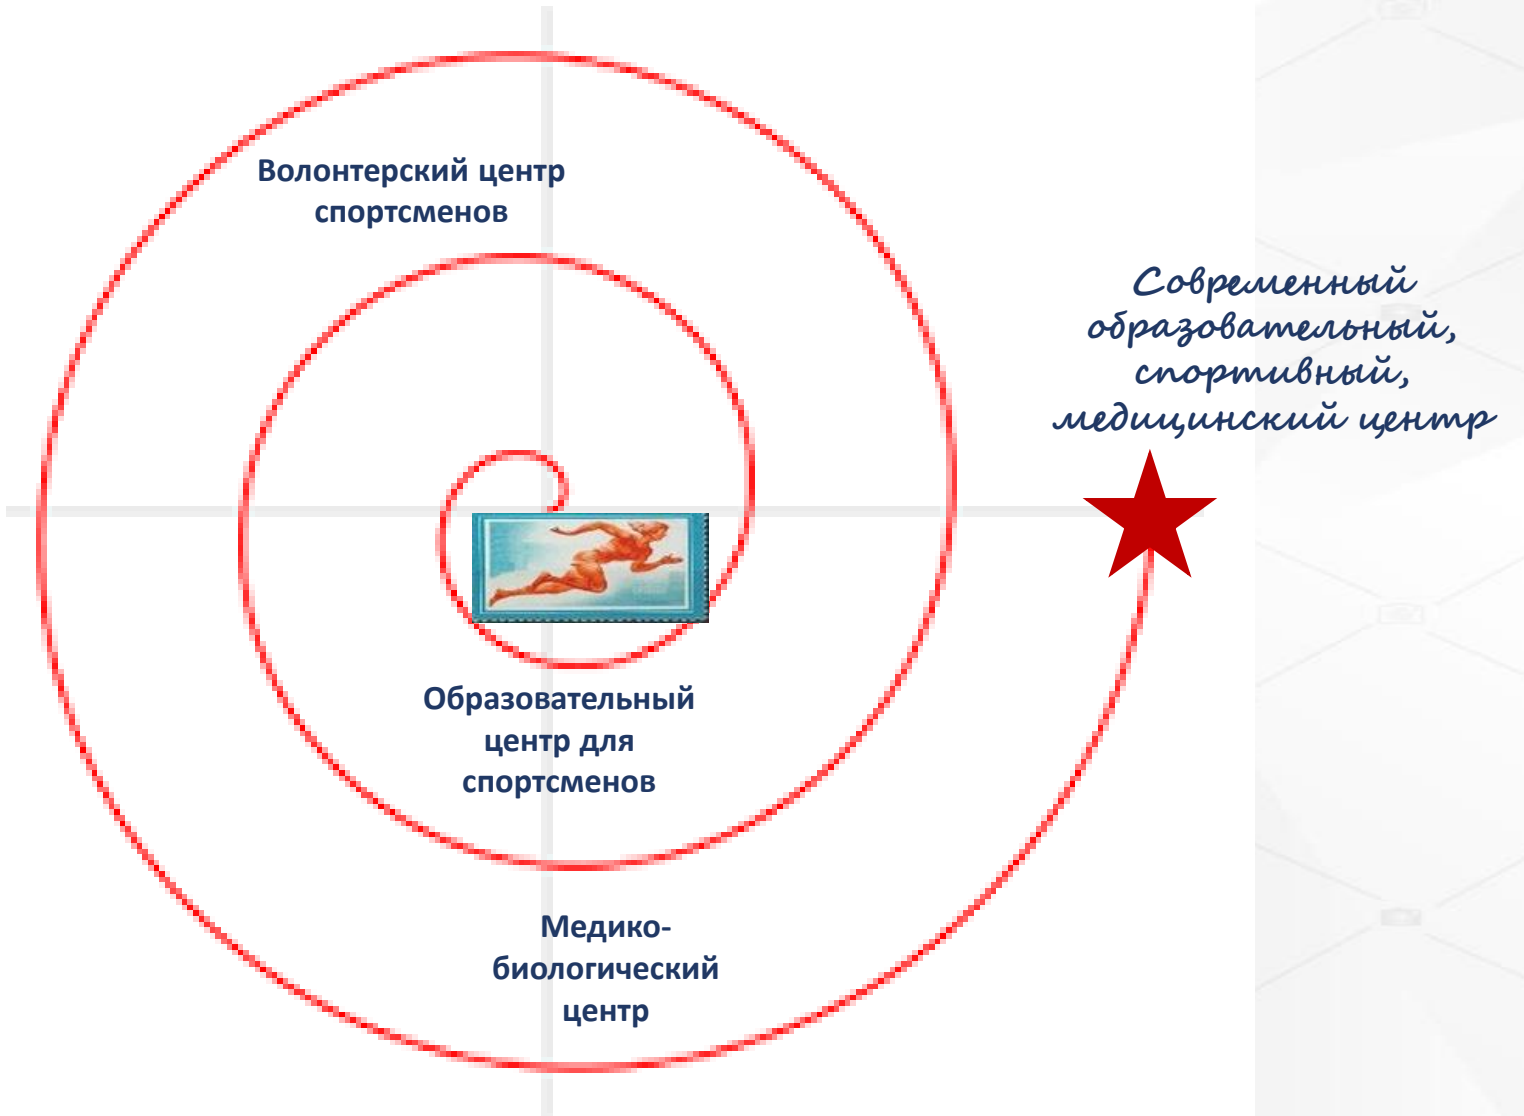 Волонтерский центр
спортсменов
Современный
образовательный,
спортивный,
медицинский центр
Образовательный
центр для
спортсменов
Медико-
биологический
центр